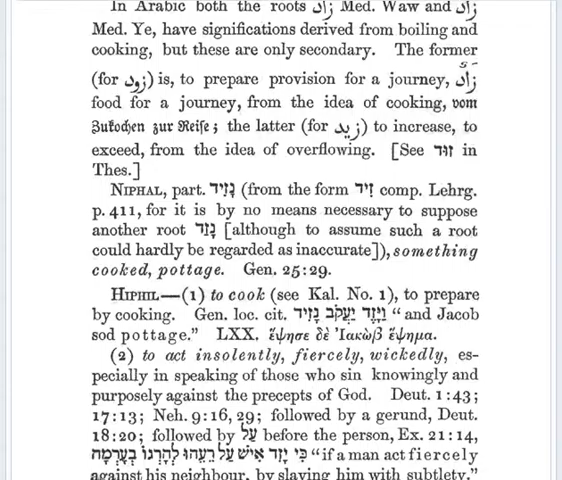 In Arabic both the roots زاد Med. Waw and زاد
Med. Ye, have significations derived from boiling and
cooking, but these are only secondary. The former
(for زود) is, to prepare provision for a journey, زاد
food for a journey, from the idea of cooking, vom
Zukochen zur Reise; the latter (for زيد) to increase, to
exceed, from the idea of overflowing. [See זוּד in
Thes.]
NIPHAL, part. נָזִיד (from the form זִיד comp. Lehrg.
p. 411, for it is by no means necessary to suppose
another root נָזַד [although to assume such a root
could hardly be regarded as inaccurate]), something
cooked, pottage. Gen. 25:29.
HIPHIL—(1) to cook (see Kal. No. 1), to prepare
by cooking. Gen. loc. cit. וַיָּזֶד יַעֲקֹב נָזִיד “and Jacob
sod pottage.” LXX. ἕψησε δὲ Ἰακὼβ ἕψημα.
(2) to act insolently, fiercely, wickedly, es-
pecially in speaking of those who sin knowingly and
purposely against the precepts of God. Deut. 1:43;
17:13; Neh. 9:16, 29; followed by a gerund, Deut.
18:20; followed by עַל before the person, Ex. 21:14,
כִּי יָזִד אִישׁ עַל רֵעֵהוּ לְהָרְגוֹ בְעָרְמָה “if a man act fiercely
against his neighbour, by slaying him with subtlety.”